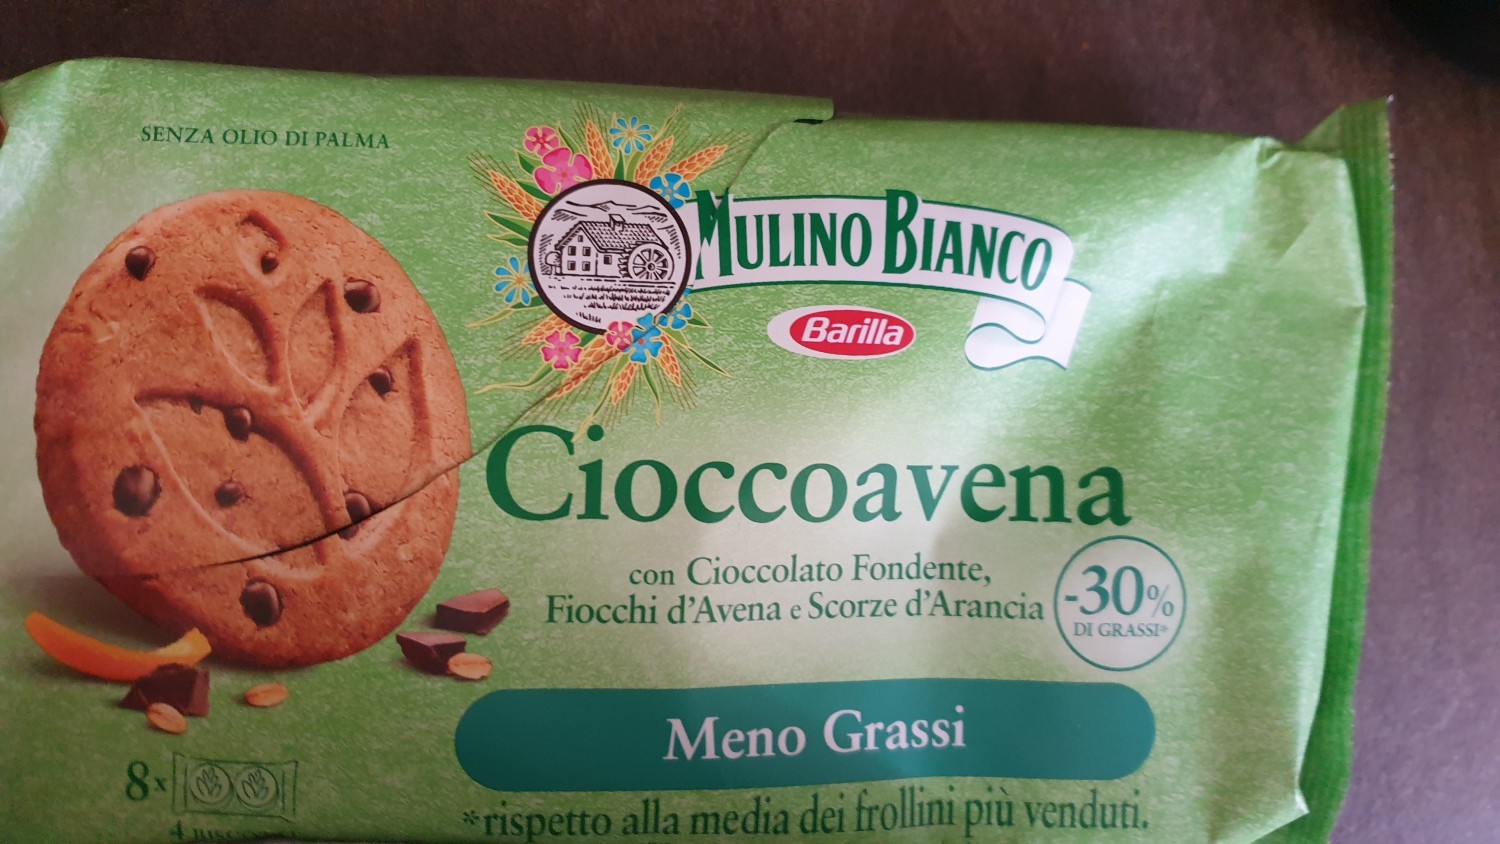 SENZA OLIO DI PALMA
MULINO BIANCO
Barilla
Cioccoavena
con Cioccolato Fondente,
Fiocchi d'Avena e Scorze d'Arancia
-30%
DI GRASSI*
Meno Grassi
*rispetto alla media dei frollini più venduti.
8x